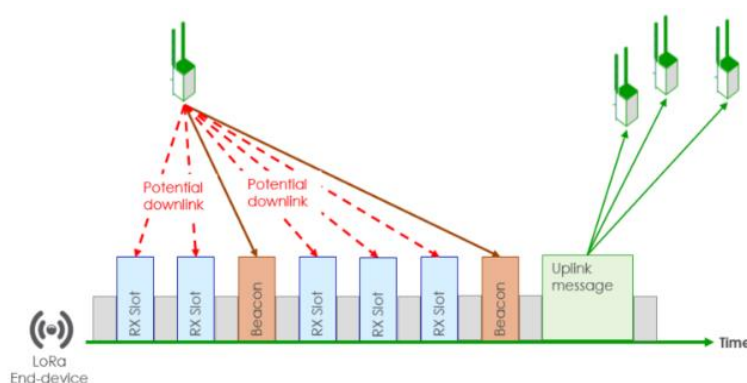 Potential
downlink
Potential
downlink
RX Slot
RX Slot
Beacon
RX Slot
RX Slot
RX Slot
Beacon
Uplink
message
Time
LoRa
End-device